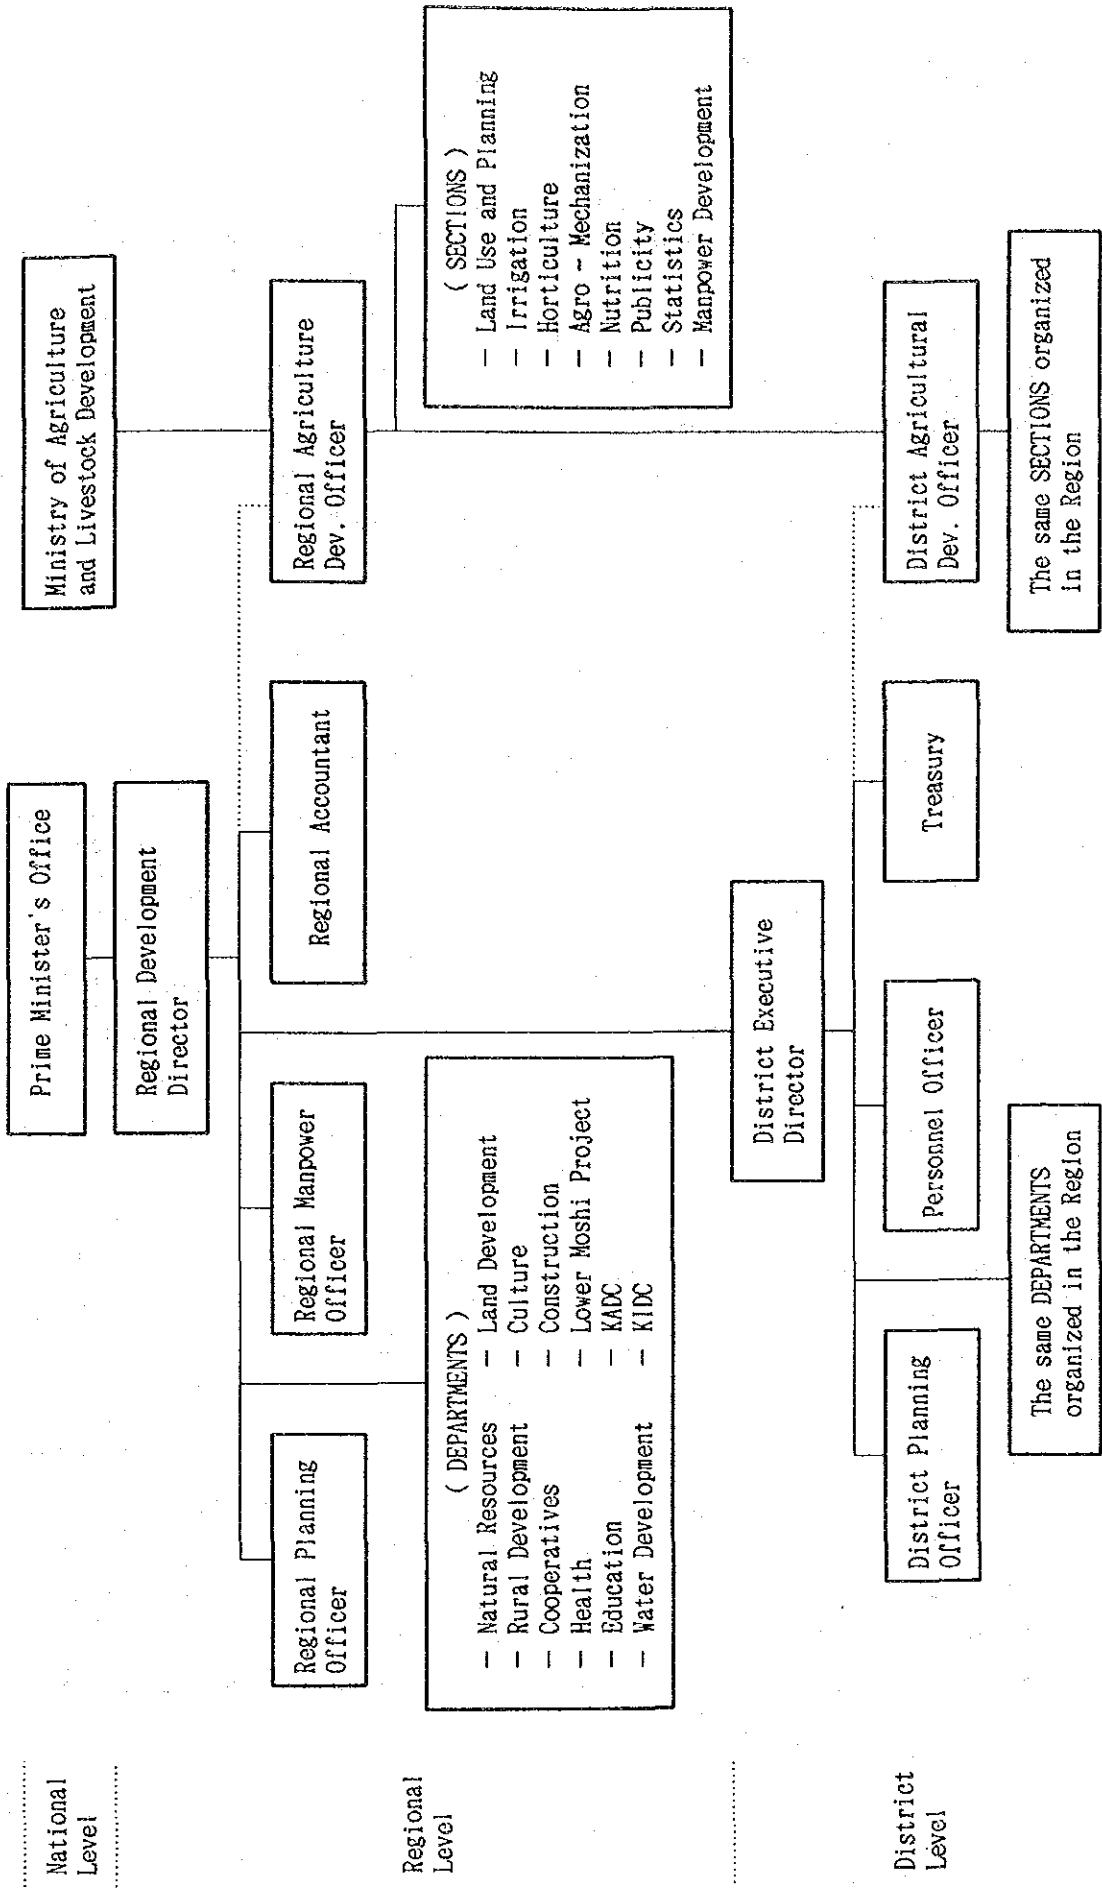 National
Level
Prime Minister's Office
Ministry of Agriculture
and Livestock Development
Regional Development
Director
Regional
Level
Regional Planning
Officer
Regional Manpower
Officer
Regional Accountant
Regional Agriculture
Dev. Officer
( DEPARTMENTS )
- Natural Resources - Land Development
- Rural Development - Culture
- Cooperatives - Construction
- Health - Lower Moshi Project
- Education - KADC
- Water Development - KIDC
( SECTIONS )
- Land Use and Planning
- Irrigation
- Horticulture
- Agro - Mechanization
- Nutrition
- Publicity
- Statistics
- Manpower Development
District Executive
Director
District
Level
District Planning
Officer
Personnel Officer
Treasury
District Agricultural
Dev. Officer
The same DEPARTMENTS
organized in the Region
The same SECTIONS organized
in the Region